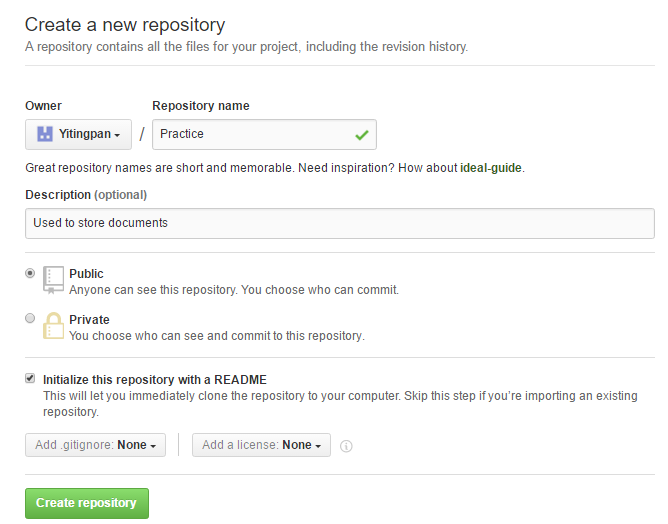 Create a new repository
A repository contains all the files for your project, including the revision history.
Owner Repository name
Yitingpan / Practice
Great repository names are short and memorable. Need inspiration? How about ideal-guide.
Description (optional)
Used to store documents
Public
Anyone can see this repository. You choose who can commit.
Private
You choose who can see and commit to this repository.
Initialize this repository with a README
This will let you immediately clone the repository to your computer. Skip this step if you’re importing an existing
repository.
Add .gitignore: None Add a license: None
Create repository